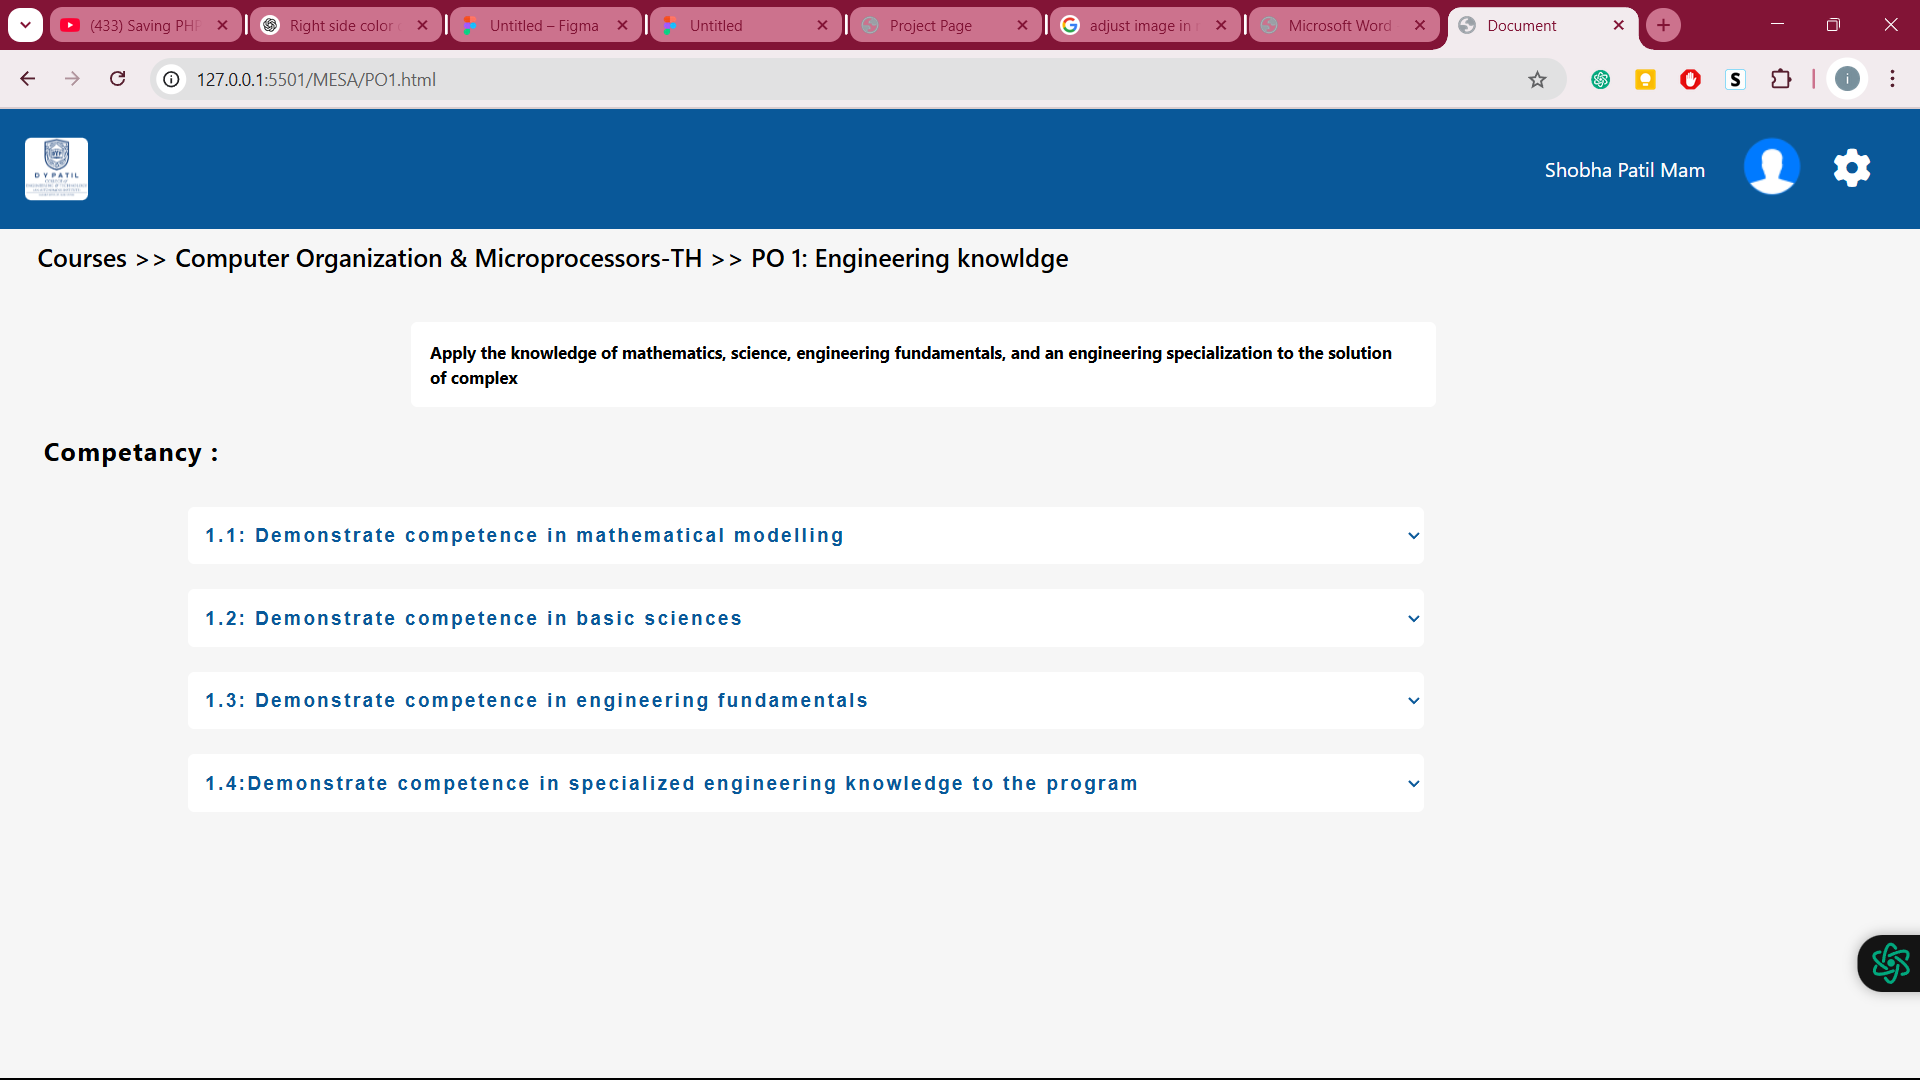 (433) Saving PHP
Right side color
Untitled – Figma
Untitled
Project Page
adjust image in
Microsoft Word
Document
127.0.0.1:5501/MESA/PO1.html
S
i
D Y PATIL
Shobha Patil Mam
Courses >> Computer Organization & Microprocessors-TH >> PO 1: Engineering knowldge
Apply the knowledge of mathematics, science, engineering fundamentals, and an engineering specialization to the solution
of complex
Competancy :
1.1: Demonstrate competence in mathematical modelling
1.2: Demonstrate competence in basic sciences
1.3: Demonstrate competence in engineering fundamentals
1.4:Demonstrate competence in specialized engineering knowledge to the program